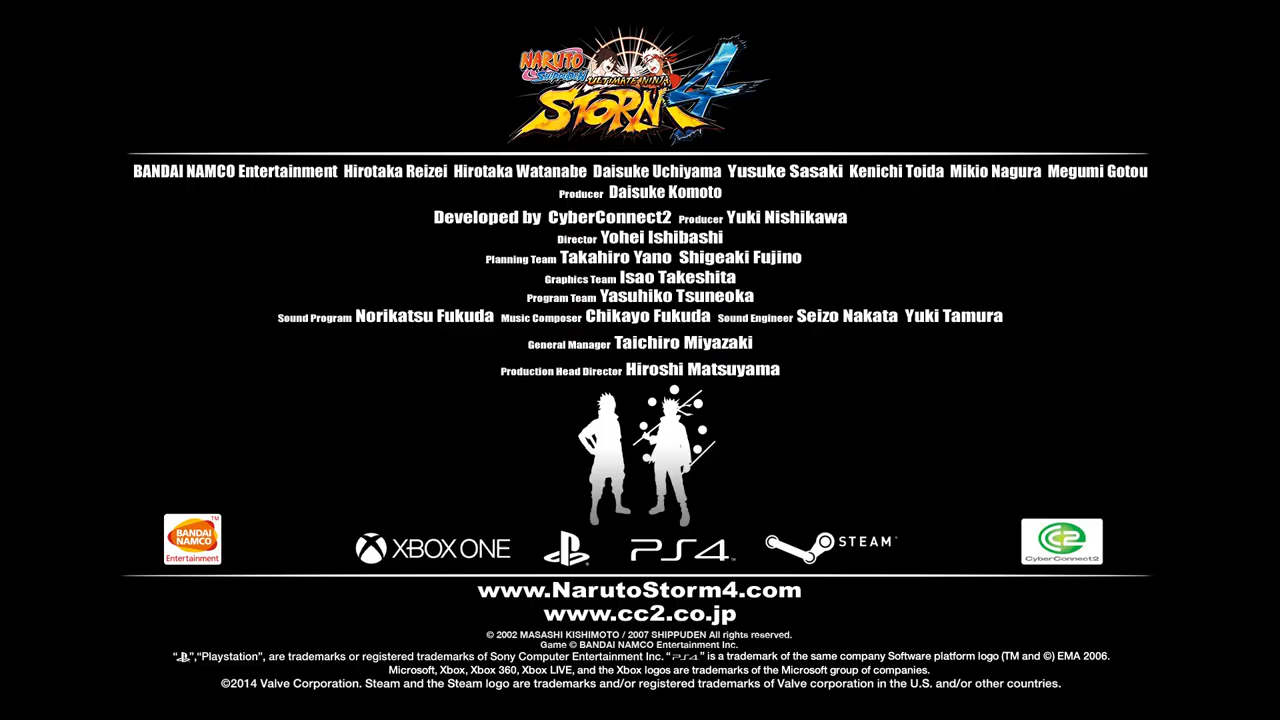 NARUTO
SHIPPUDEN
ULTIMATE NINJA
STORM 4
BANDAI NAMCO Entertainment Hirotaka Reizei Hirotaka Watanabe Daisuke Uchiyama Yusuke Sasaki Kenichi Toida Mikio Nagura Megumi Gotou
Producer Daisuke Komoto
Developed by CyberConnect2 Producer Yuki Nishikawa
Director Yohei Ishibashi
Planning Team Takahiro Yano Shigeaki Fujino
Graphics Team Isao Takeshita
Program Team Yasuhiko Tsuneoka
Sound Program Norikatsu Fukuda Music Composer Chikayo Fukuda Sound Engineer Seizo Nakata Yuki Tamura
General Manager Taichiro Miyazaki
Production Head Director Hiroshi Matsuyama
BANDAI NAMCO Entertainment TM
XBOX ONE
PS4™
STEAM
C2 CyberConnect2
www.NarutoStorm4.com
www.cc2.co.jp
© 2002 MASASHI KISHIMOTO / 2007 SHIPPUDEN All rights reserved.
Game © BANDAI NAMCO Entertainment Inc.
“PS”,“Playstation”, are trademarks or registered trademarks of Sony Computer Entertainment Inc. “PS4” is a trademark of the same company Software platform logo (TM and ©) EMA 2006.
Microsoft, Xbox, Xbox 360, Xbox LIVE, and the Xbox logos are trademarks of the Microsoft group of companies.
©2014 Valve Corporation. Steam and the Steam logo are trademarks and/or registered trademarks of Valve corporation in the U.S. and/or other countries.